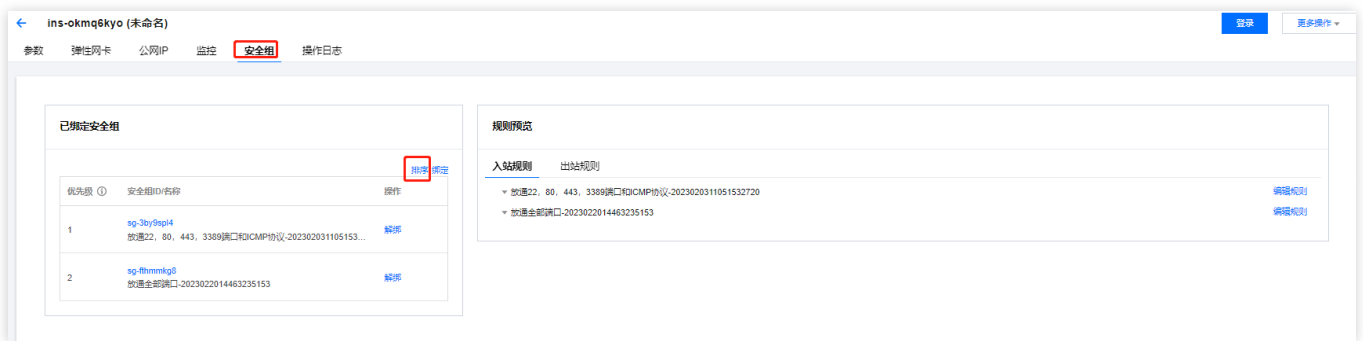 ← ins-okmq6kyo (未命名) 登录 更多操作
参数 弹性网卡 公网IP 监控 安全组 操作日志
已绑定安全组
排序 绑定
优先级 安全组ID/名称 操作
1 sg-3by9spl4 解绑
放通22，80，443，3389端口和ICMP协议-202302031105153...
2 sg-fthmmkg8 解绑
放通全部端口-2023022014463235153
规则预览
入站规则 出站规则
放通22，80，443，3389端口和ICMP协议-2023020311051532720 编辑规则
放通全部端口-2023022014463235153 编辑规则